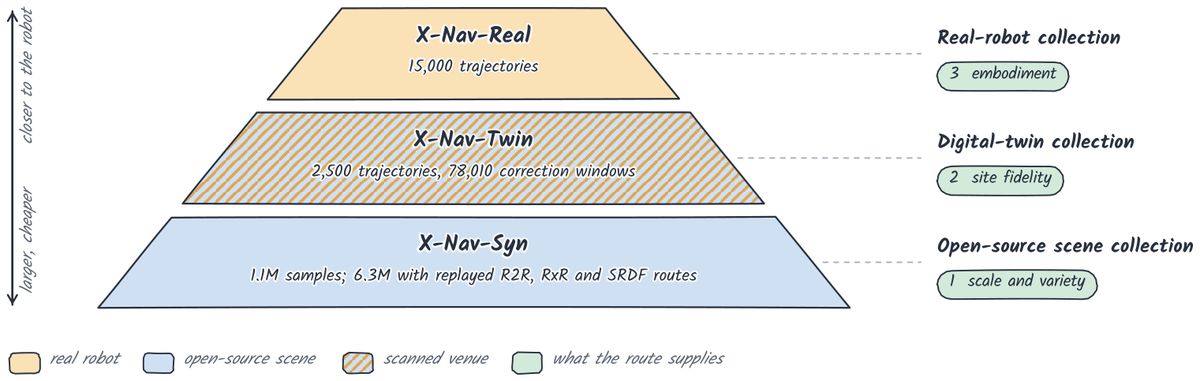 closer to the robot
larger, cheaper
X-Nav-Real
15,000 trajectories
Real-robot collection
3 embodiment
X-Nav-Twin
2,500 trajectories, 78,010 correction windows
Digital-twin collection
2 site fidelity
X-Nav-Syn
1.1M samples; 6.3M with replayed R2R, RxR and SRDF routes
Open-source scene collection
1 scale and variety
real robot
open-source scene
scanned venue
what the route supplies